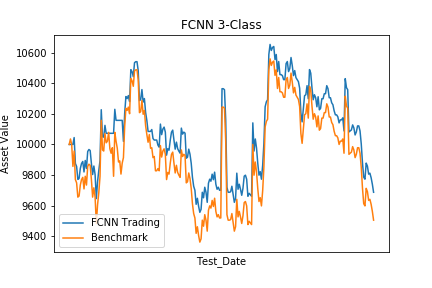 FCNN 3-Class
Asset Value
10600
10400
10200
10000
9800
9600
9400
FCNN Trading
Benchmark
Test_Date